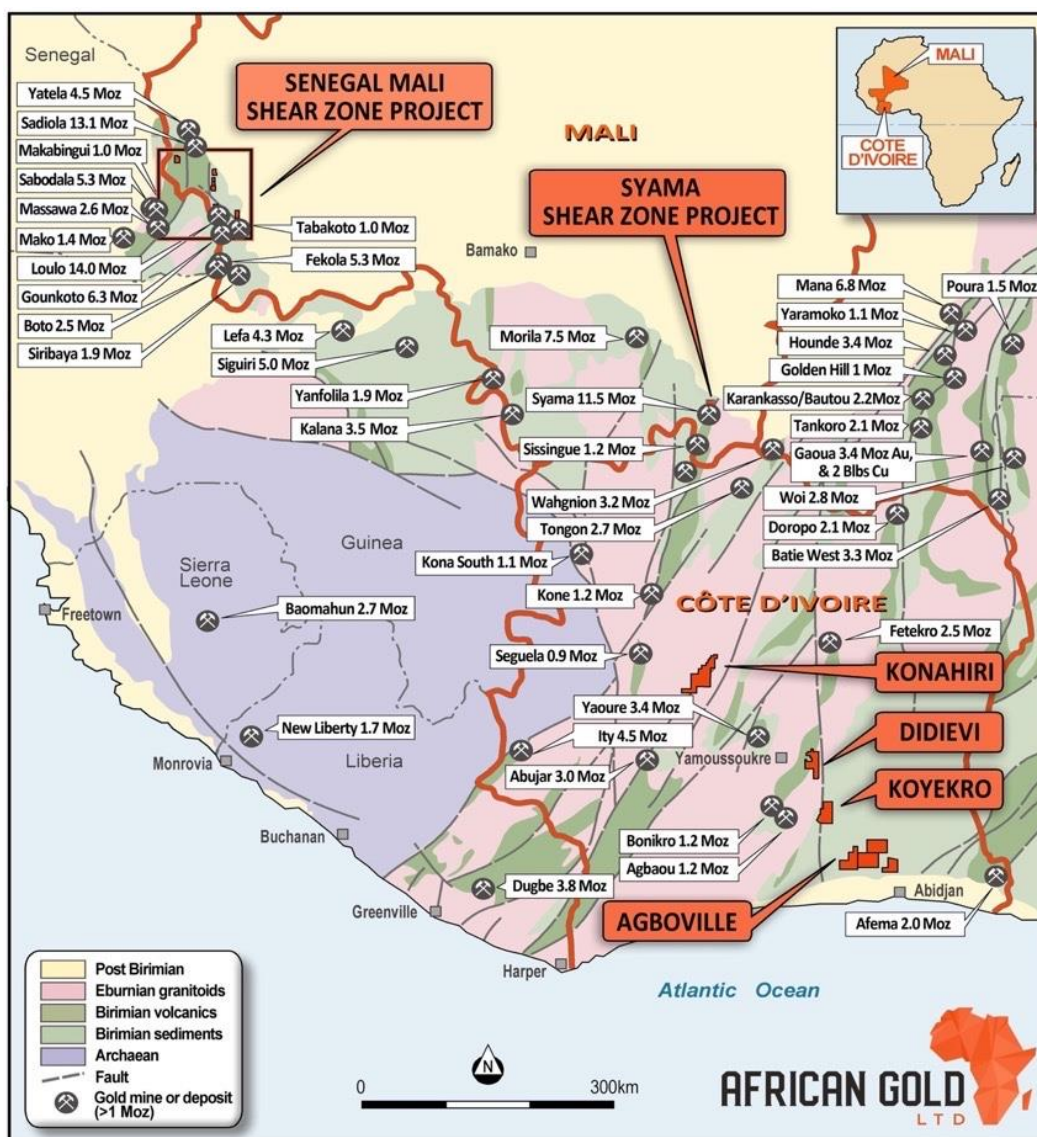 Senegal
SENEGAL MALI
SHEAR ZONE PROJECT
MALI
MALI
COTE
D'IVOIRE
Yatela 4.5 Moz
Sadiola 13.1 Moz
Makabingui 1.0 Moz
Sabodala 5.3 Moz
Massawa 2.6 Moz
Mako 1.4 Moz
Loulo 14.0 Moz
Gounkoto 6.3 Moz
Boto 2.5 Moz
Siribaya 1.9 Moz
Tabakoto 1.0 Moz
Fekola 5.3 Moz
SYAMA
SHEAR ZONE PROJECT
Bamako
Lefa 4.3 Moz
Siguiri 5.0 Moz
Morila 7.5 Moz
Yanfolila 1.9 Moz
Kalana 3.5 Moz
Syama 11.5 Moz
Sissingue 1.2 Moz
Wahgnion 3.2 Moz
Tongon 2.7 Moz
Mana 6.8 Moz
Poura 1.5 Moz
Yaramoko 1.1 Moz
Hounde 3.4 Moz
Golden Hill 1 Moz
Karankasso/Bautou 2.2Moz
Tankoro 2.1 Moz
Gaoua 3.4 Moz Au,
& 2 Blbs Cu
Woi 2.8 Moz
Doropo 2.1 Moz
Batie West 3.3 Moz
Guinea
Sierra
Leone
Freetown
Kona South 1.1 Moz
Kone 1.2 Moz
CÔTE D'IVOIRE
Baomahun 2.7 Moz
Seguela 0.9 Moz
Fetekro 2.5 Moz
KONAHIRI
Yaoure 3.4 Moz
Ity 4.5 Moz
New Liberty 1.7 Moz
Monrovia
Liberia
Abujar 3.0 Moz
Yamoussoukre
DIDIEVI
KOYEKRO
Buchanan
Bonikro 1.2 Moz
Agbaou 1.2 Moz
Dugbe 3.8 Moz
Greenville
AGBOVILLE
Abidjan
Afema 2.0 Moz
Harper
Atlantic Ocean
Post Birimian
Eburnian granitoids
Birimian volcanics
Birimian sediments
Archaean
Fault
Gold mine or deposit
(>1 Moz)
N
0 300km
AFRICAN GOLD
LTD